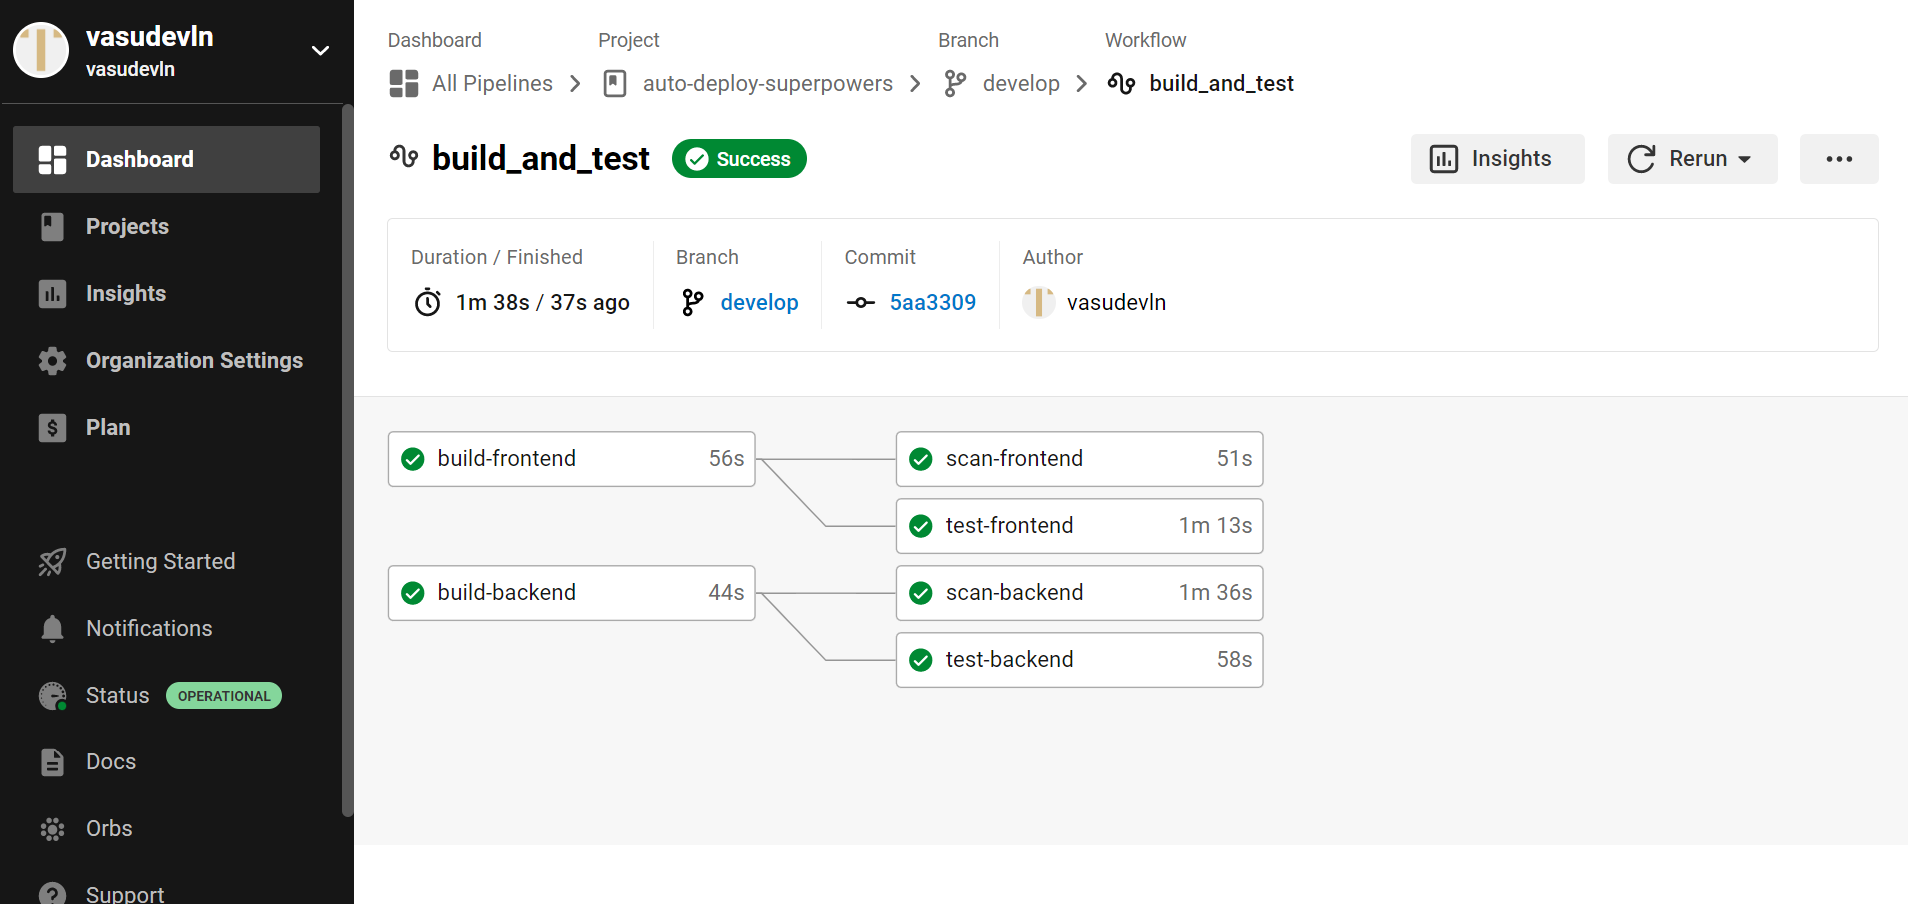 vasudevln
vasudevln
Dashboard
Projects
Insights
Organization Settings
Plan
Getting Started
Notifications
Status OPERATIONAL
Docs
Orbs
Support
Dashboard Project Branch Workflow
All Pipelines auto-deploy-superpowers develop build_and_test
build_and_test Success Insights Rerun
Duration / Finished Branch Commit Author
1m 38s / 37s ago develop 5aa3309 vasudevln
build-frontend 56s scan-frontend 51s
test-frontend 1m 13s
build-backend 44s scan-backend 1m 36s
test-backend 58s